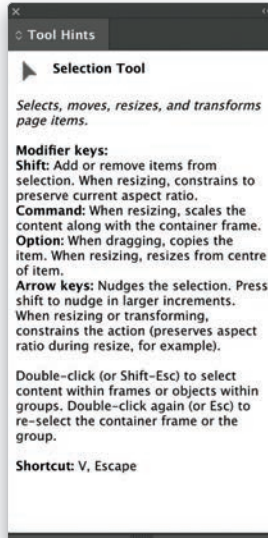 Tool Hints
Selection Tool
Selects, moves, resizes, and transforms
page items.
Modifier keys:
Shift: Add or remove items from
selection. When resizing, constrains to
preserve current aspect ratio.
Command: When resizing, scales the
content along with the container frame.
Option: When dragging, copies the
item. When resizing, resizes from centre
of item.
Arrow keys: Nudges the selection. Press
shift to nudge in larger increments.
When resizing or transforming,
constrains the action (preserves aspect
ratio during resize, for example).
Double-click (or Shift-Esc) to select
content within frames or objects within
groups. Double-click again (or Esc) to
re-select the container frame or the
group.
Shortcut: V, Escape